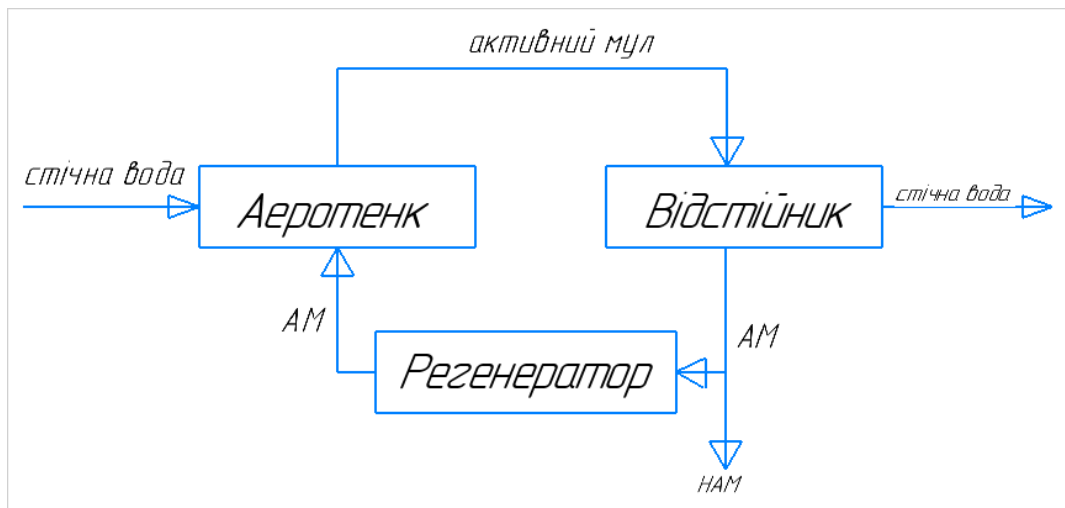 активний мул
стічна вода
Аеротенк
Відстійник
стічна вода
АМ
Регенератор
АМ
НАМ